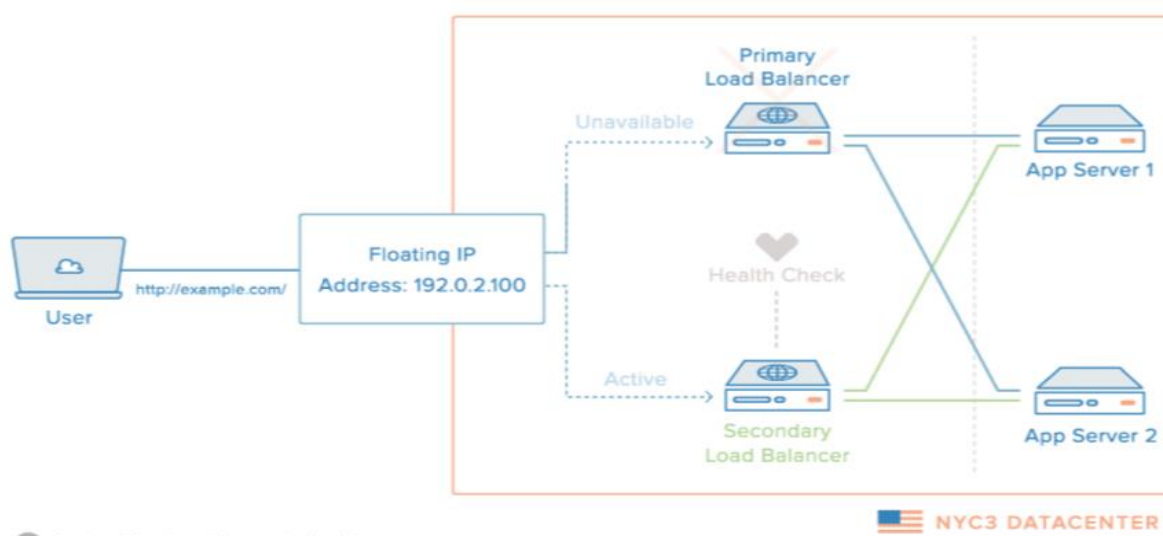 Primary
Load Balancer
Unavailable
App Server 1
Floating IP
Address: 192.0.2.100
http://example.com/
User
Health Check
Active
Secondary
Load Balancer
App Server 2
NYC3 DATACENTER